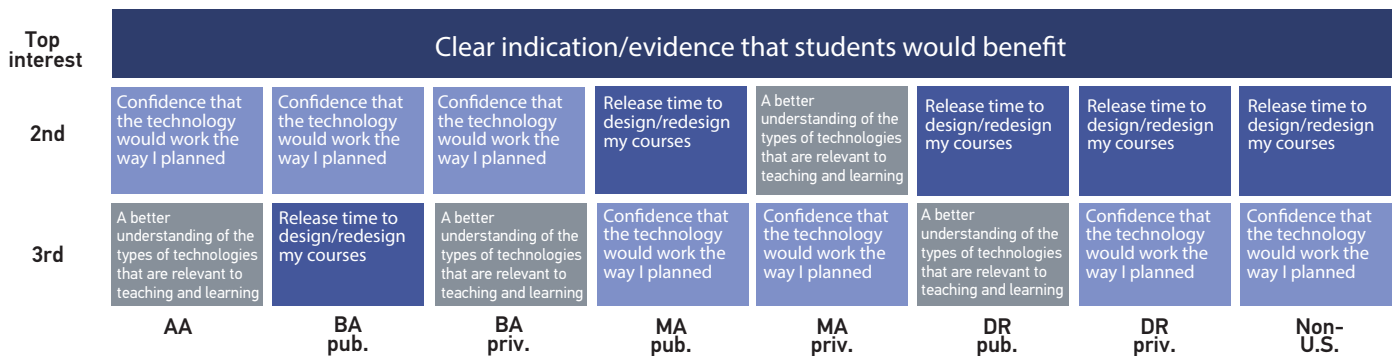 Top
interest
Clear indication/evidence that students would benefit
2nd
Confidence that
the technology
would work the
way I planned
Confidence that
the technology
would work the
way I planned
Confidence that
the technology
would work the
way I planned
Release time to
design/redesign
my courses
A better
understanding of the
types of technologies
that are relevant to
teaching and learning
Release time to
design/redesign
my courses
Release time to
design/redesign
my courses
Release time to
design/redesign
my courses
3rd
A better
understanding of the
types of technologies
that are relevant to
teaching and learning
Release time to
design/redesign
my courses
A better
understanding of the
types of technologies
that are relevant to
teaching and learning
Confidence that
the technology
would work the
way I planned
Confidence that
the technology
would work the
way I planned
A better
understanding of the
types of technologies
that are relevant to
teaching and learning
Confidence that
the technology
would work the
way I planned
Confidence that
the technology
would work the
way I planned
AA
BA
pub.
BA
priv.
MA
pub.
MA
priv.
DR
pub.
DR
priv.
Non-
U.S.